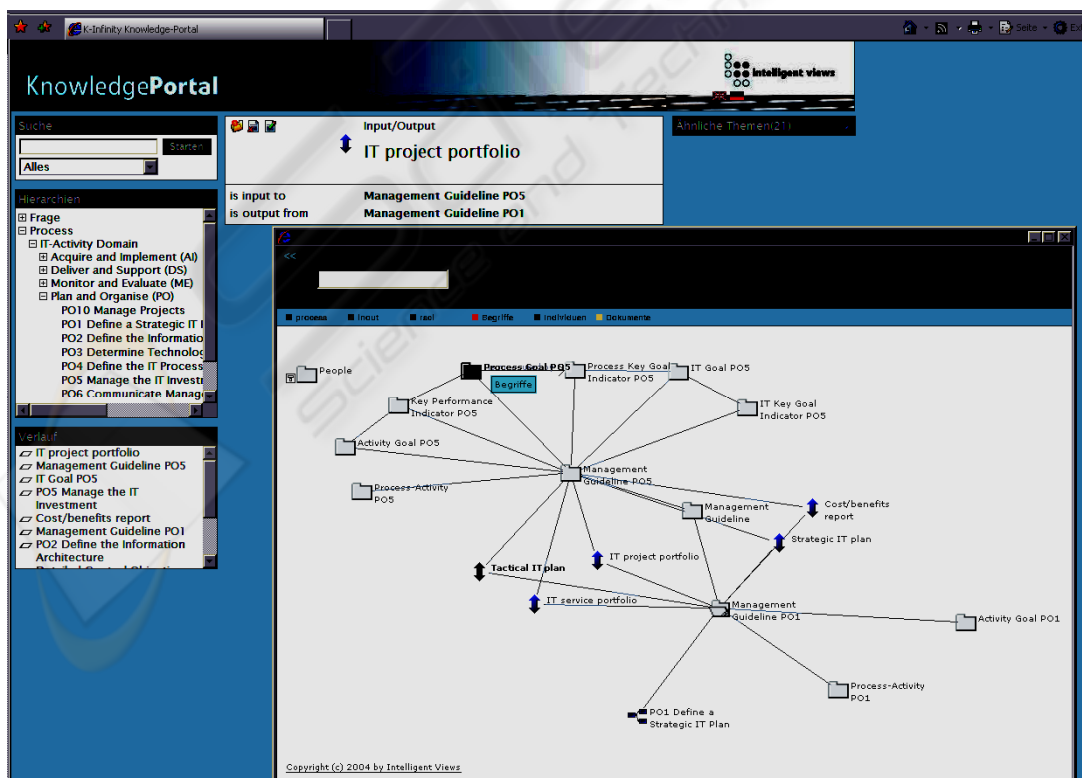 K-Infinity Knowledge-Portal
Seite
KnowledgePortal
intelligent views
Suche
Starten
Alles
Hierarchien
Frage
Process
IT-Activity Domain
Acquire and Implement (AI)
Deliver and Support (DS)
Monitor and Evaluate (ME)
Plan and Organise (PO)
PO10 Manage Projects
PO1 Define a Strategic IT
PO2 Define the Informatio
PO3 Determine Technolog
PO4 Define the IT Process
PO5 Manage the IT Investr
PO6 Communicate Manag
Verlauf
IT project portfolio
Management Guideline PO5
IT Goal PO5
PO5 Manage the IT
Investment
Cost/benefits report
Management Guideline PO1
PO2 Define the Information
Architecture
Input/Output
IT project portfolio
is input to Management Guideline PO5
is output from Management Guideline PO1
Ähnliche Themen(21)
<<
process
Begriffe
Individuen
Dokumente
People
Process Goal PO5
Begriffe
Process Key Goal
Indicator PO5
IT Goal PO5
Key Performance
Indicator PO5
IT Key Goal
Indicator PO5
Activity Goal PO5
Process-Activity
PO5
Management
Guideline PO5
Management
Guideline
Cost/benefits
report
Strategic IT plan
IT project portfolio
Tactical IT plan
IT service portfolio
Management
Guideline PO1
Activity Goal PO1
Process-Activity
PO1
PO1 Define a
Strategic IT Plan
Copyright (c) 2004 by Intelligent Views